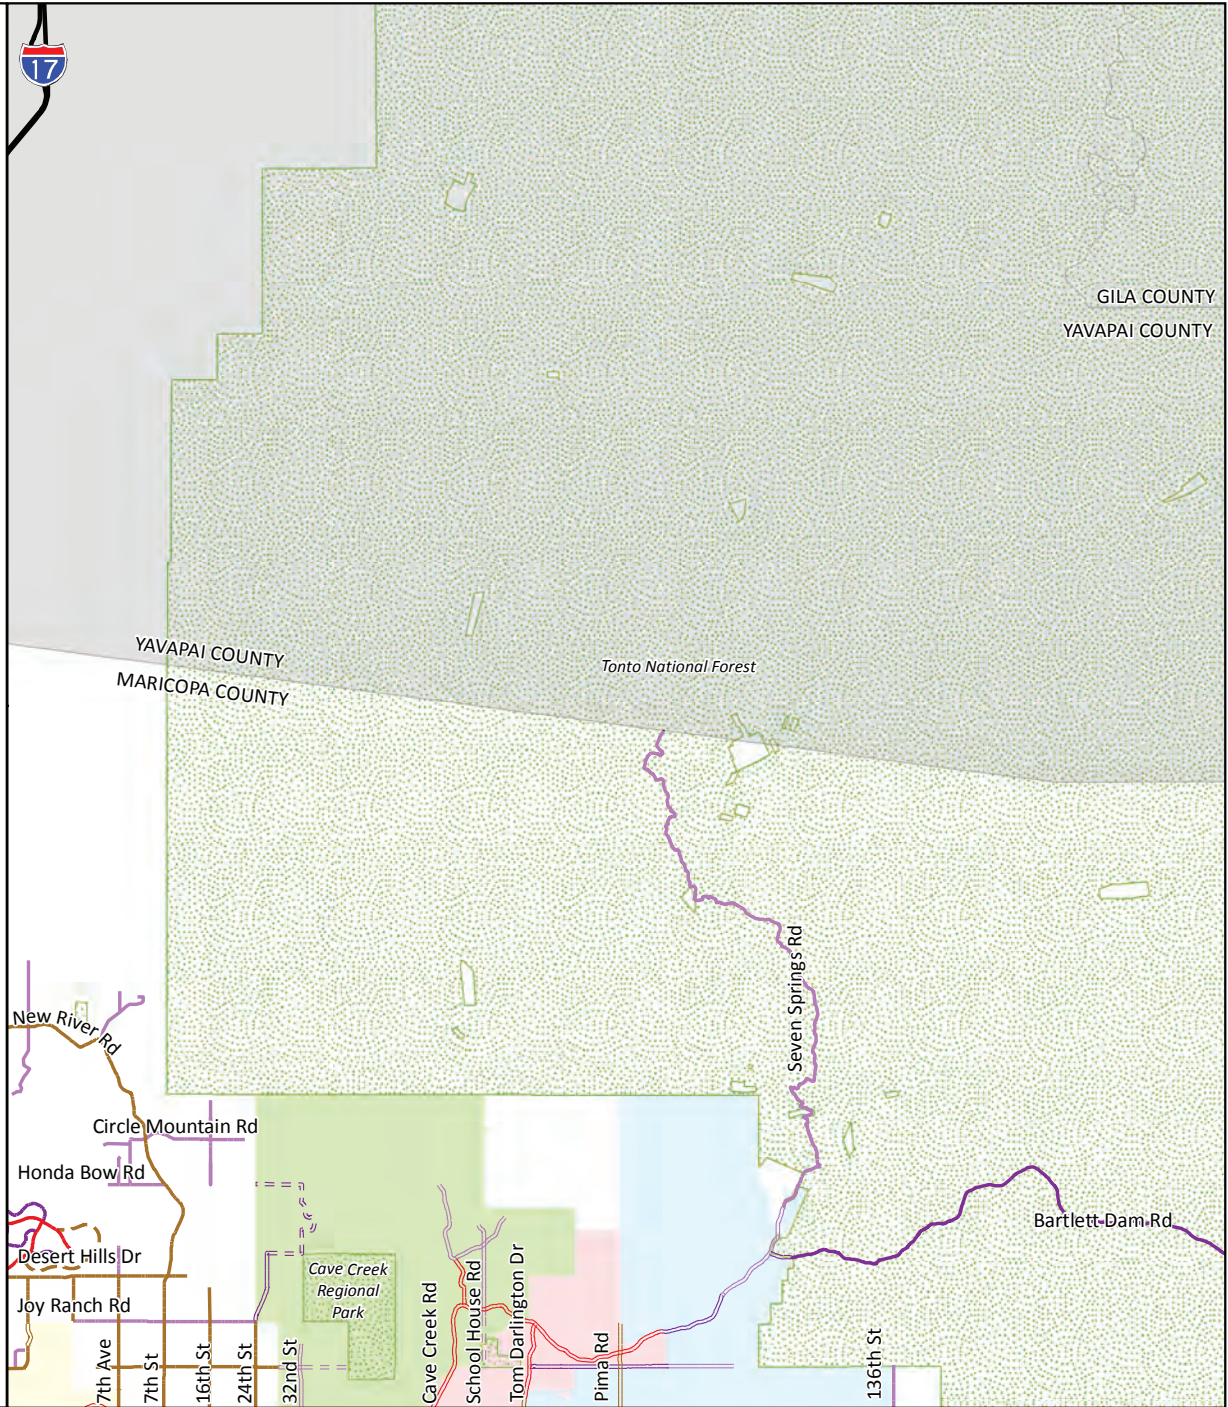 17
GILA COUNTY
YAVAPAI COUNTY
YAVAPAI COUNTY
MARICOPA COUNTY
Tonto National Forest
Seven Springs Rd
New River Rd
Circle Mountain Rd
Honda Bow Rd
Bartlett Dam Rd
Desert Hills Dr
Cave Creek
Regional
Park
Joy Ranch Rd
7th Ave
7th St
16th St
24th St
32nd St
Cave Creek Rd
School House Rd
Tom Darlington Dr
Pima Rd
136th St